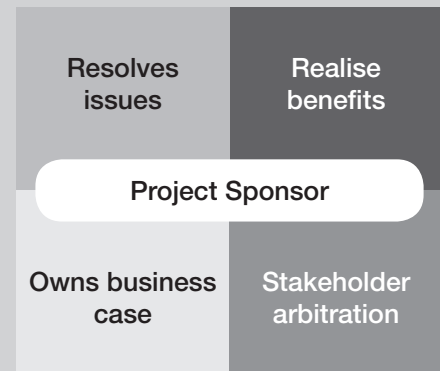 Resolves
issues
Realise
benefits
Project Sponsor
Owns business
case
Stakeholder
arbitration